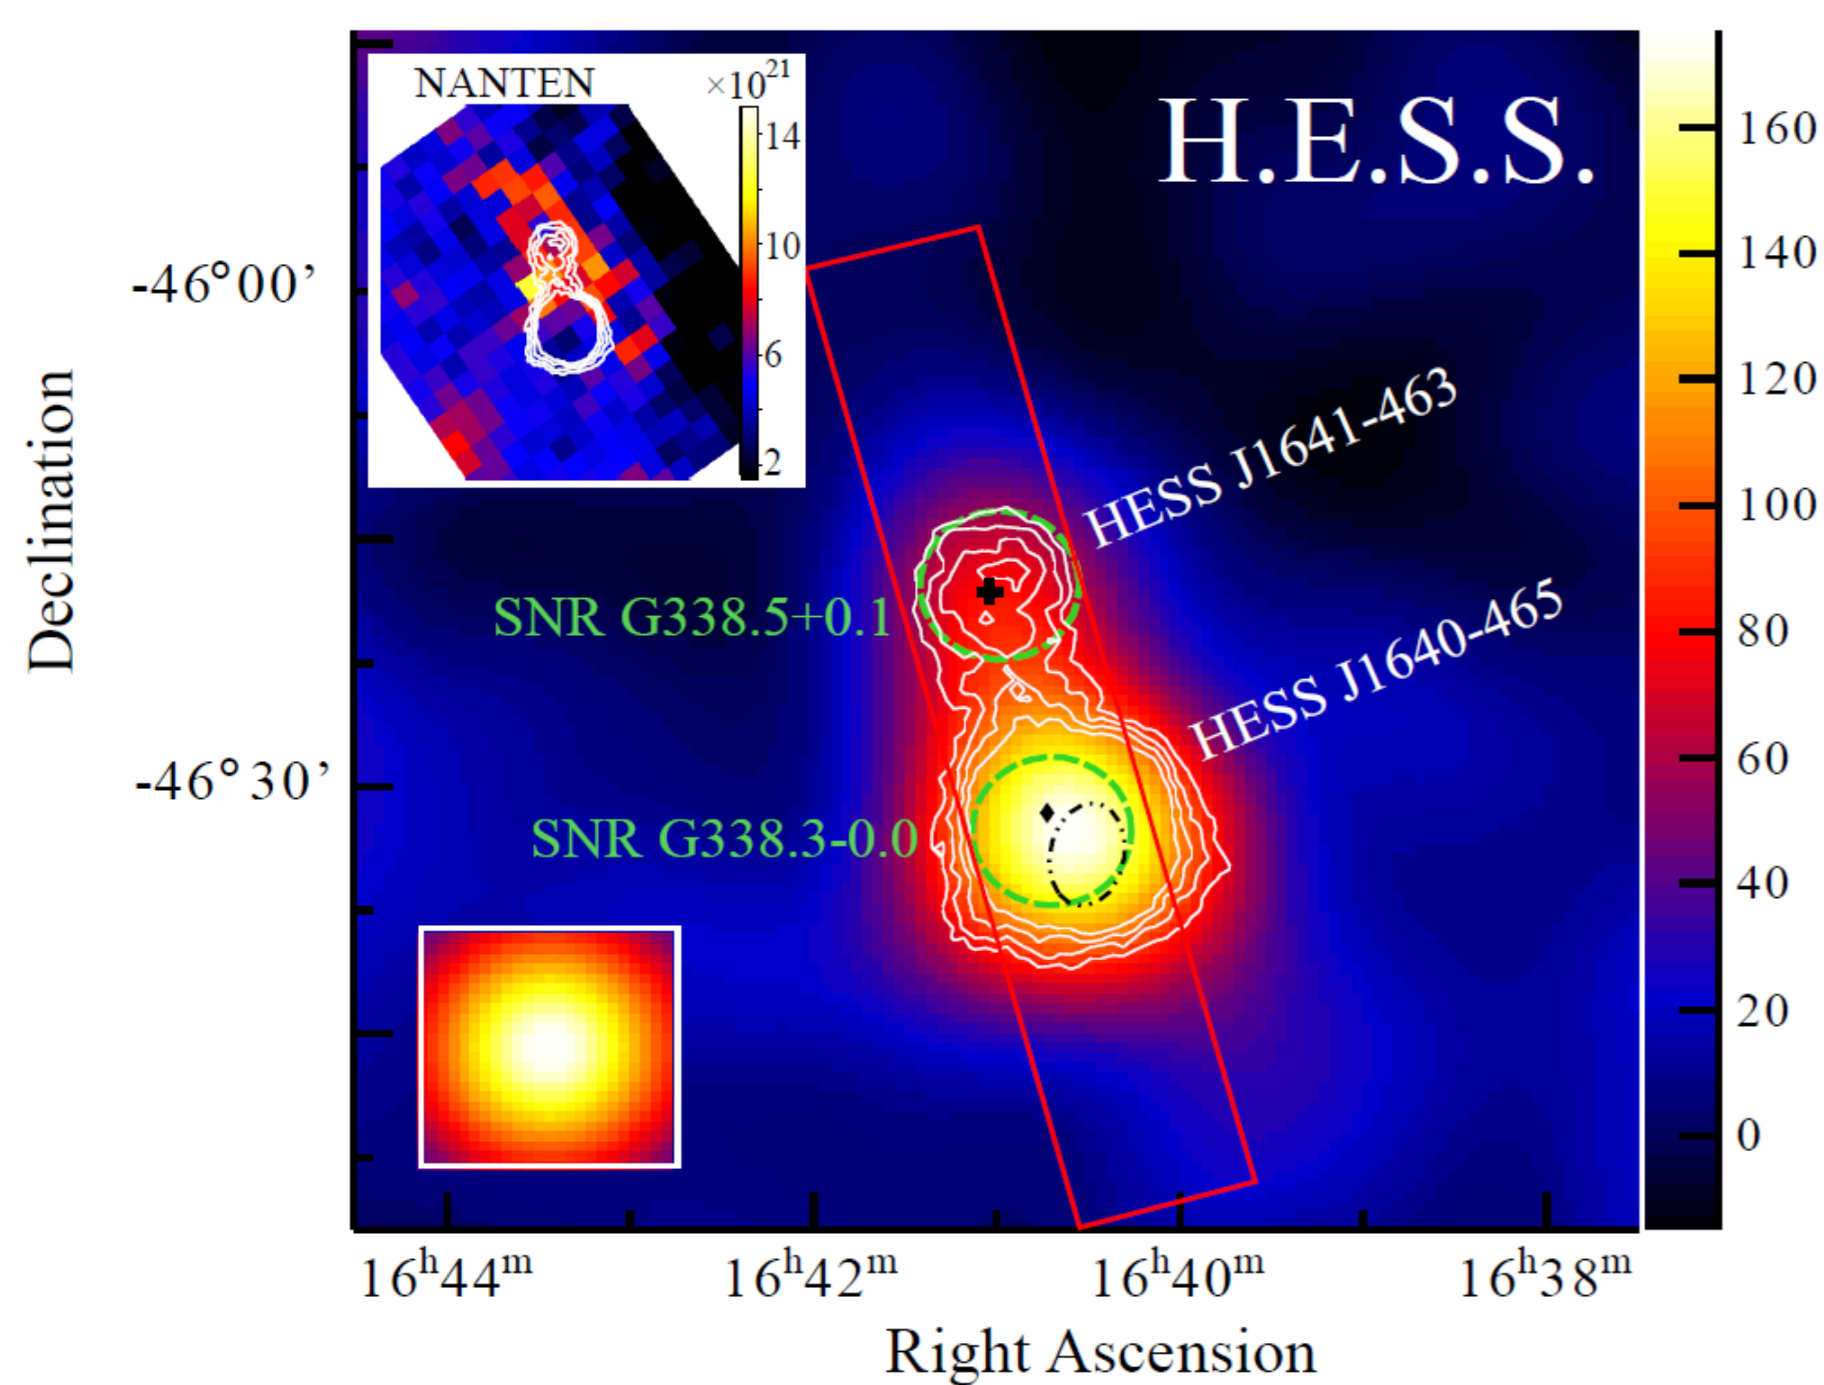 NANTEN
×10²¹
14
10
6
2
H.E.S.S.
160
140
120
100
80
60
40
20
0
-46°00’
-46°30’
Declination
HESS J1641-463
HESS J1640-465
SNR G338.5+0.1
SNR G338.3-0.0
16ʰ44ᵐ
16ʰ42ᵐ
16ʰ40ᵐ
16ʰ38ᵐ
Right Ascension